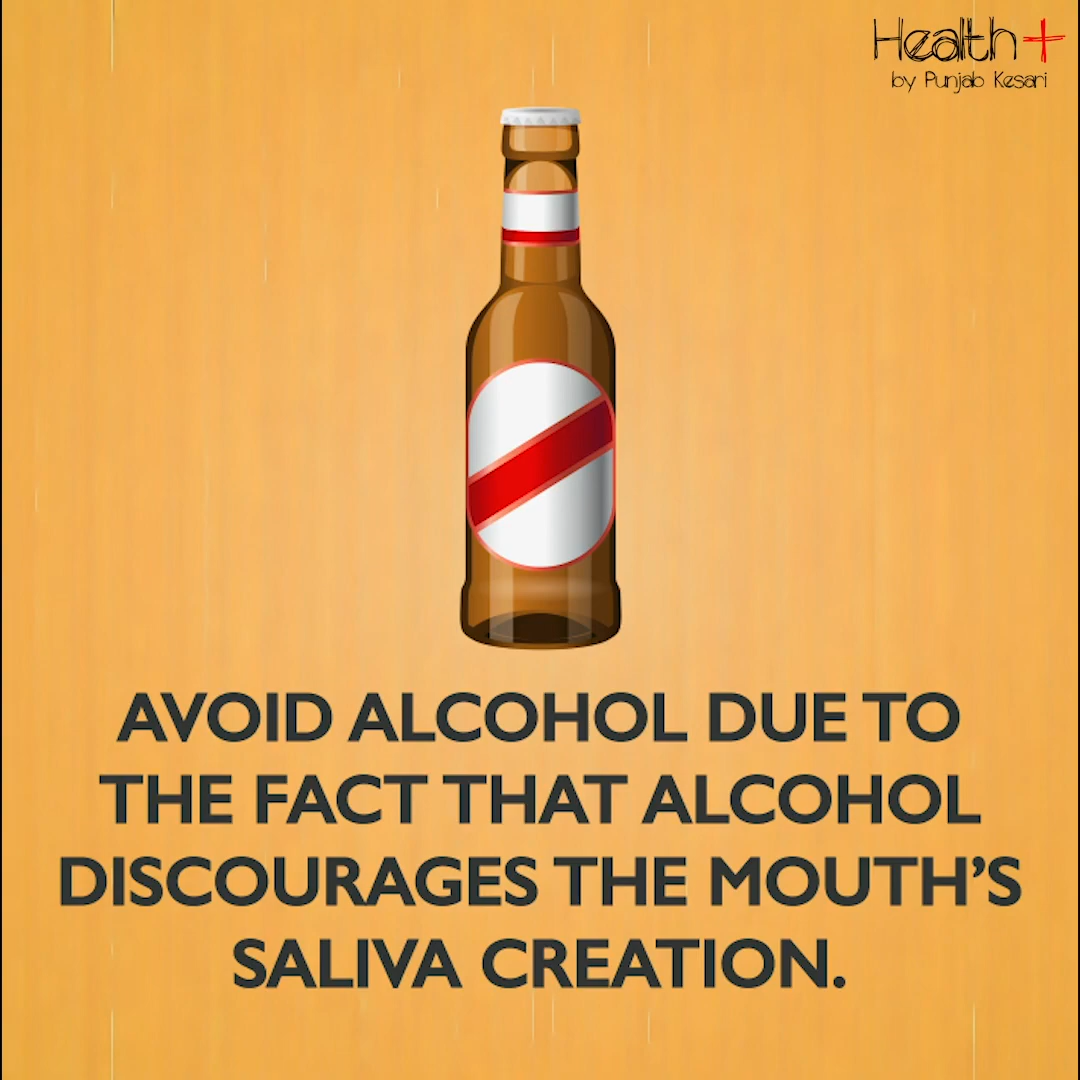 Health+
by Punjab Kesari
AVOID ALCOHOL DUE TO
THE FACT THAT ALCOHOL
DISCOURAGES THE MOUTH’S
SALIVA CREATION.